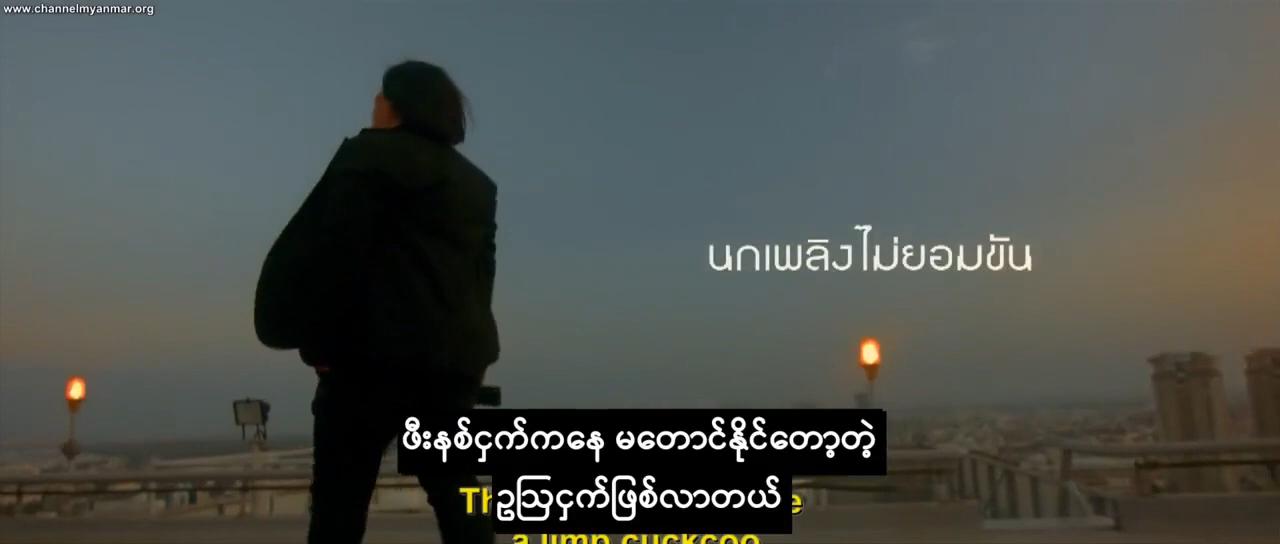 www.channelmyanmar.org
นกเพลิงไม่ยอมขัน
ဖီးနစ်ငှက်ကနေ မတောင်နိုင်တော့တဲ့
ဥသြငှက်ဖြစ်လာတယ်
a limp cuckoo